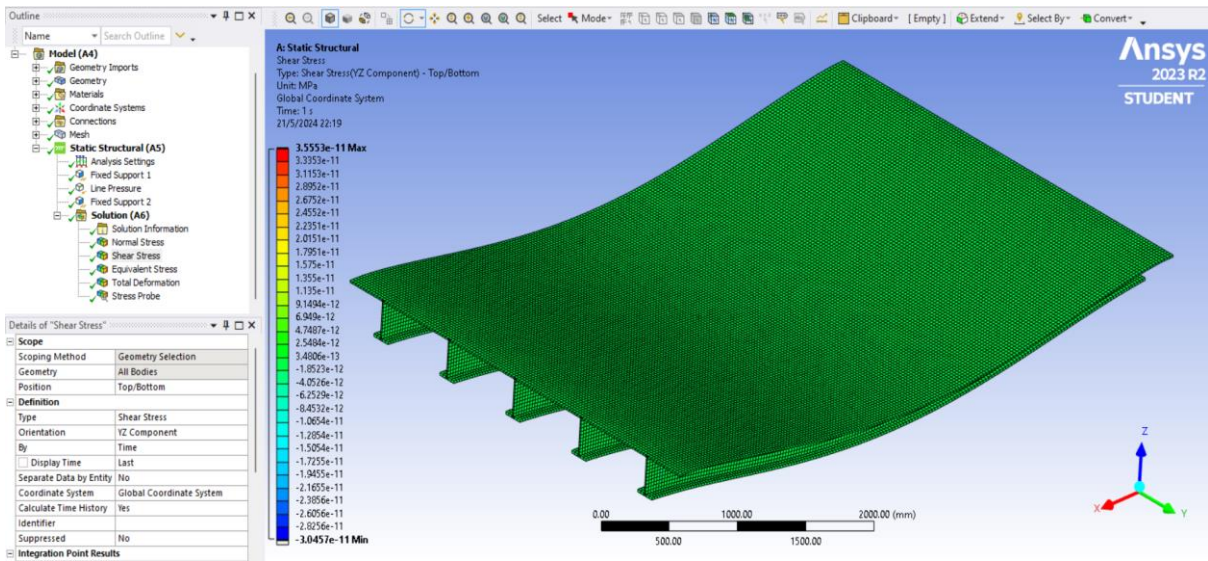 Outline
Name
Search Outline
Model (A4)
Geometry Imports
Geometry
Materials
Coordinate Systems
Connections
Mesh
Static Structural (A5)
Analysis Settings
Fixed Support 1
Line Pressure
Fixed Support 2
Solution (A6)
Solution Information
Normal Stress
Shear Stress
Equivalent Stress
Total Deformation
Stress Probe
Details of "Shear Stress"
Scope
Scoping Method Geometry Selection
Geometry All Bodies
Position Top/Bottom
Definition
Type Shear Stress
Orientation YZ Component
By Time
Display Time Last
Separate Data by Entity No
Coordinate System Global Coordinate System
Calculate Time History Yes
Identifier
Suppressed No
Integration Point Results
Select Mode Clipboard [ Empty ] Extend Select By Convert
A: Static Structural
Shear Stress
Type: Shear Stress(YZ Component) - Top/Bottom
Unit: MPa
Global Coordinate System
Time: 1 s
21/5/2024 22:19
3.5553e-11 Max
3.3353e-11
3.1153e-11
2.8952e-11
2.6752e-11
2.4552e-11
2.2351e-11
2.0151e-11
1.7951e-11
1.575e-11
1.355e-11
1.135e-11
9.1494e-12
6.949e-12
4.7487e-12
2.5484e-12
3.4806e-13
-1.8523e-12
-4.0526e-12
-6.2529e-12
-8.4532e-12
-1.0654e-11
-1.2854e-11
-1.5054e-11
-1.7255e-11
-1.9455e-11
-2.1655e-11
-2.3856e-11
-2.6056e-11
-2.8256e-11
-3.0457e-11 Min
Ansys
2023 R2
STUDENT
0.00 1000.00 2000.00 (mm)
500.00 1500.00
Z
X
Y